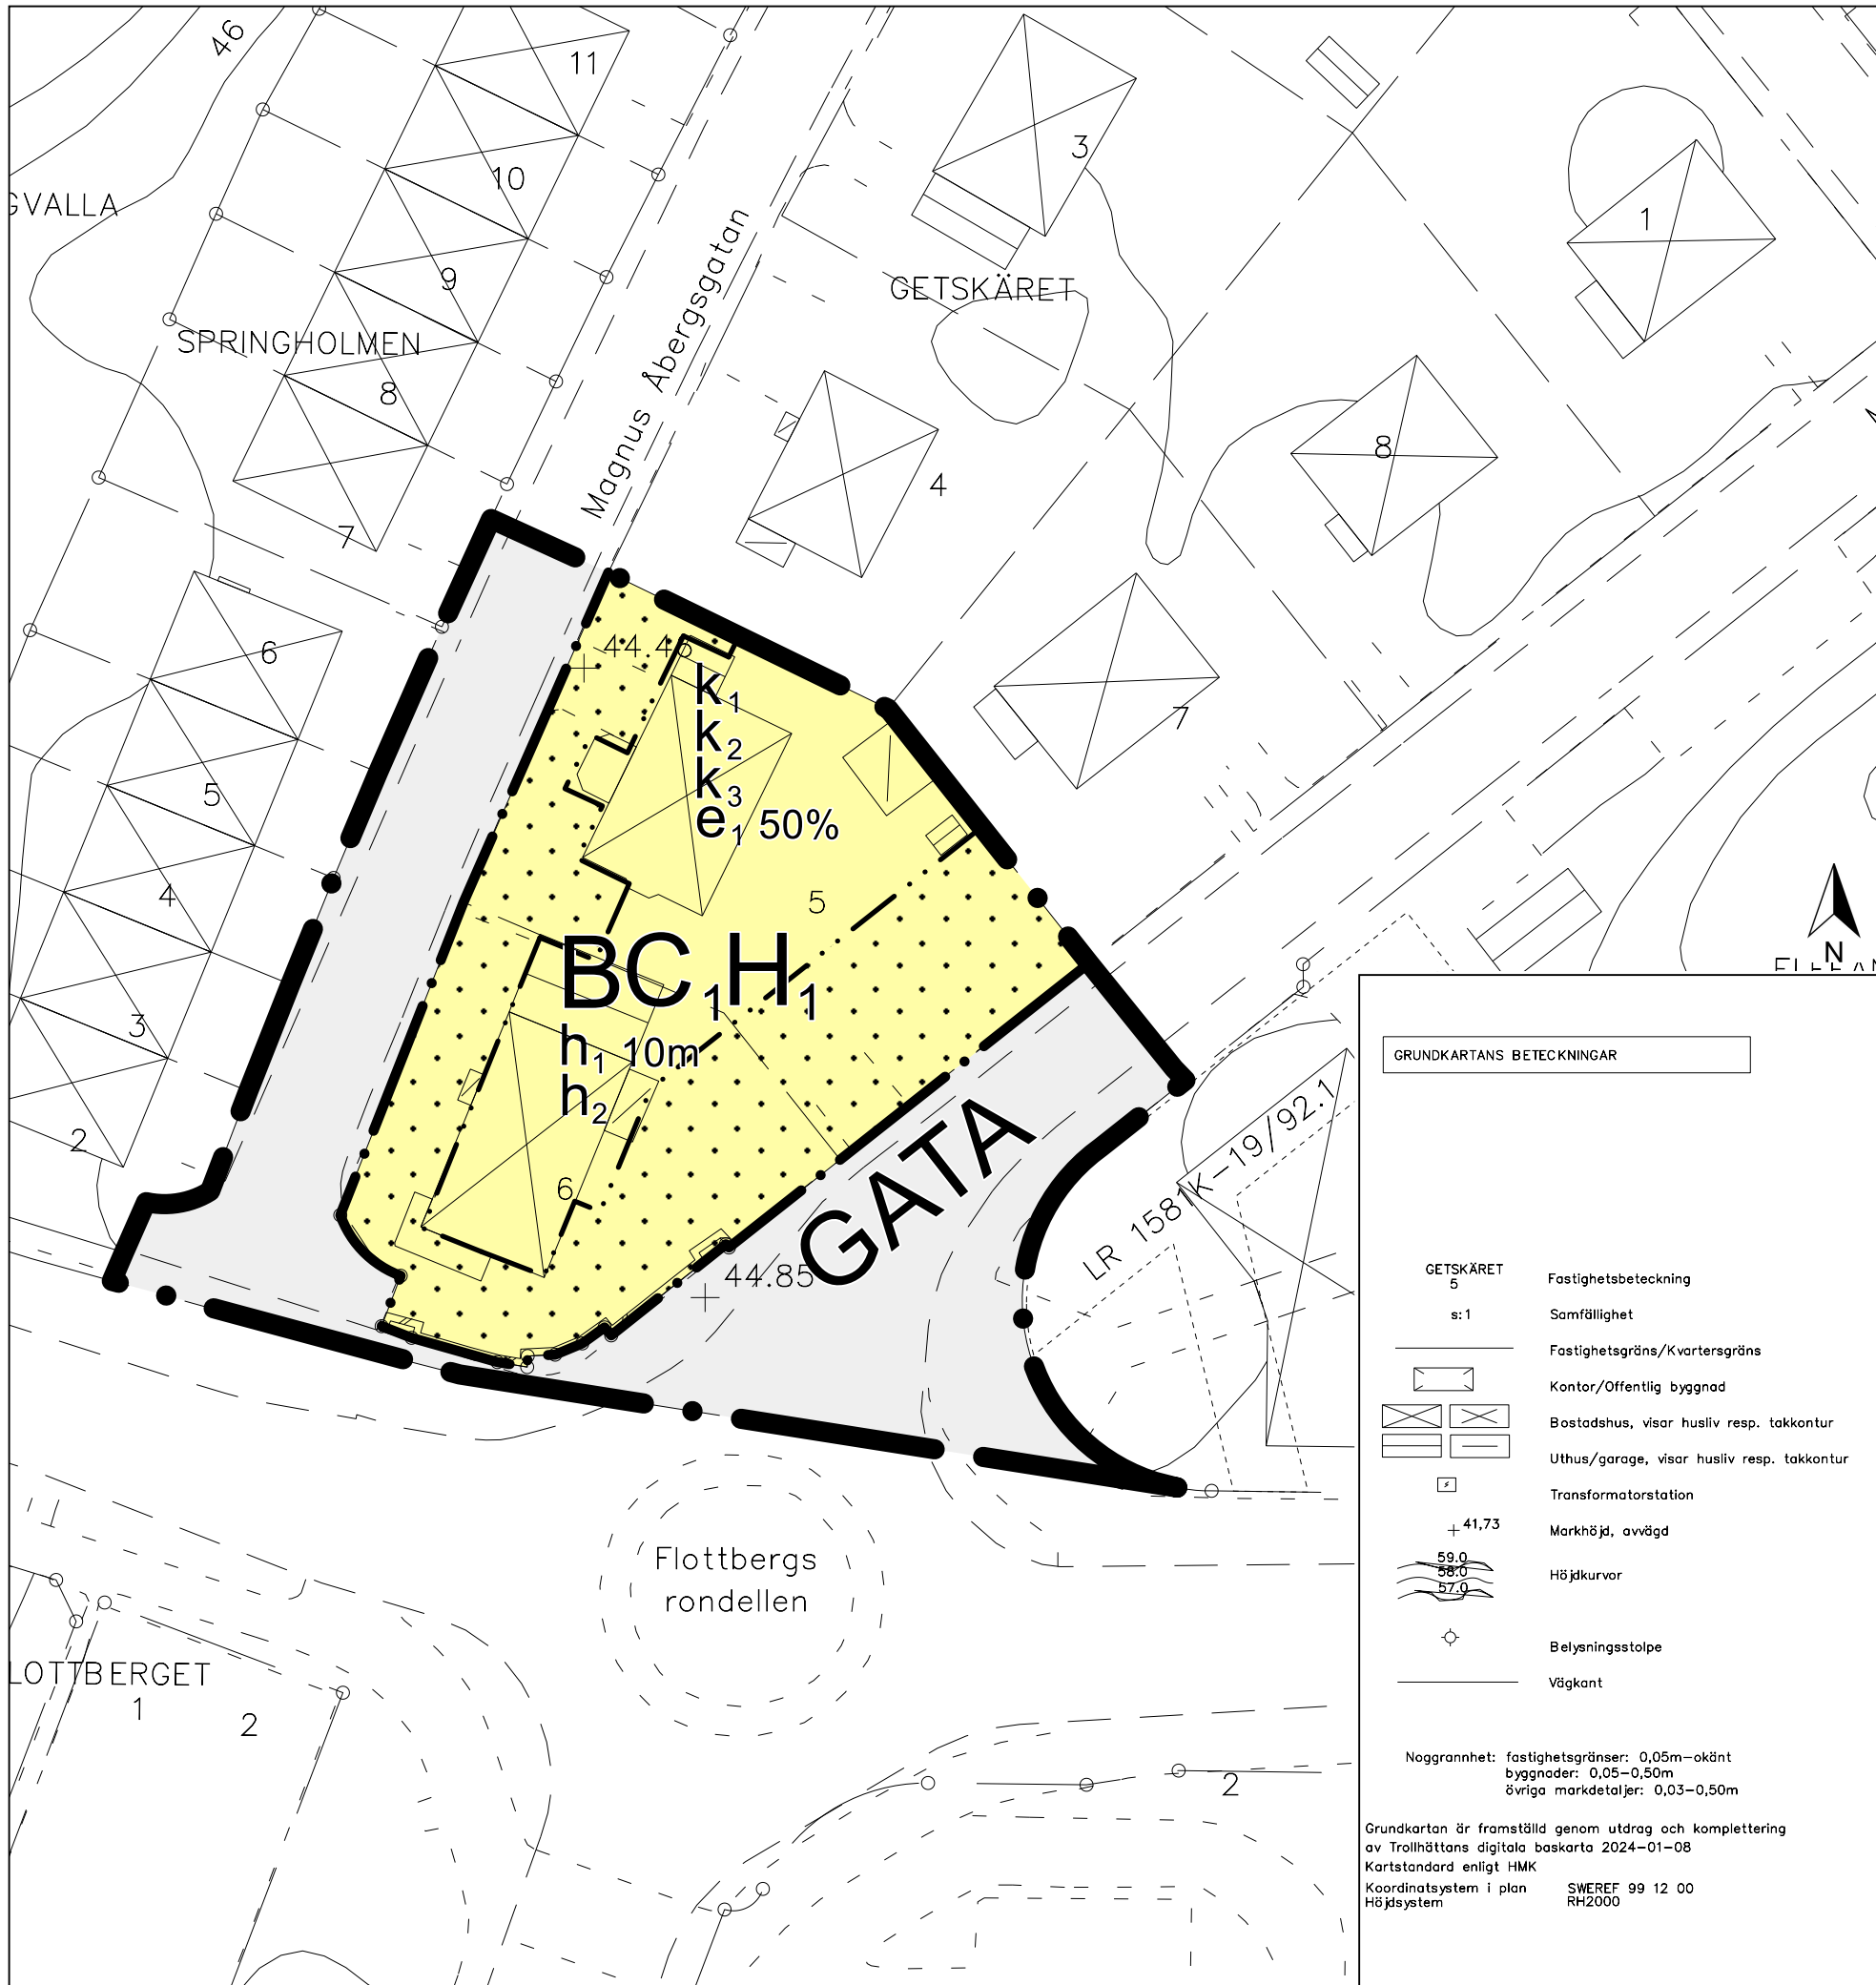 46
11
10
3
GVALLA
1
9
GETSKÄRET
SPRINGHOLMEN
Magnus Åbergsgatan
8
8
4
7
6
44.45
k1
7
k2
5
k3
e1 50%
4
5
BC1H1
N
3
h1 10m
GRUNDKARTANS BETECKNINGAR
h2
2
GATA
LR 1581K-19/92.1
6
44.85
GETSKÄRET
5
Fastighetsbeteckning
s:1
Samfällighet
Fastighetsgräns/Kvartersgräns
Kontor/Offentlig byggnad
Bostadshus, visar husliv resp. takkontur
Uthus/garage, visar husliv resp. takkontur
Transformatorstation
41,73
Markhöjd, avvägd
59.0
58.0
57.0
Höjdkurvor
Belysningsstolpe
Vägkant
Flottbergs
rondellen
LOTTBERGET
1
2
2
Noggrannhet: fastighetsgränser: 0,05m-okänt
byggnader: 0,05-0,50m
övriga markdetaljer: 0,03-0,50m
Grundkartan är framställd genom utdrag och komplettering
av Trollhättans digitala baskarta 2024-01-08
Kartstandard enligt HMK
Koordinatsystem i plan SWEREF 99 12 00
Höjdsystem RH2000